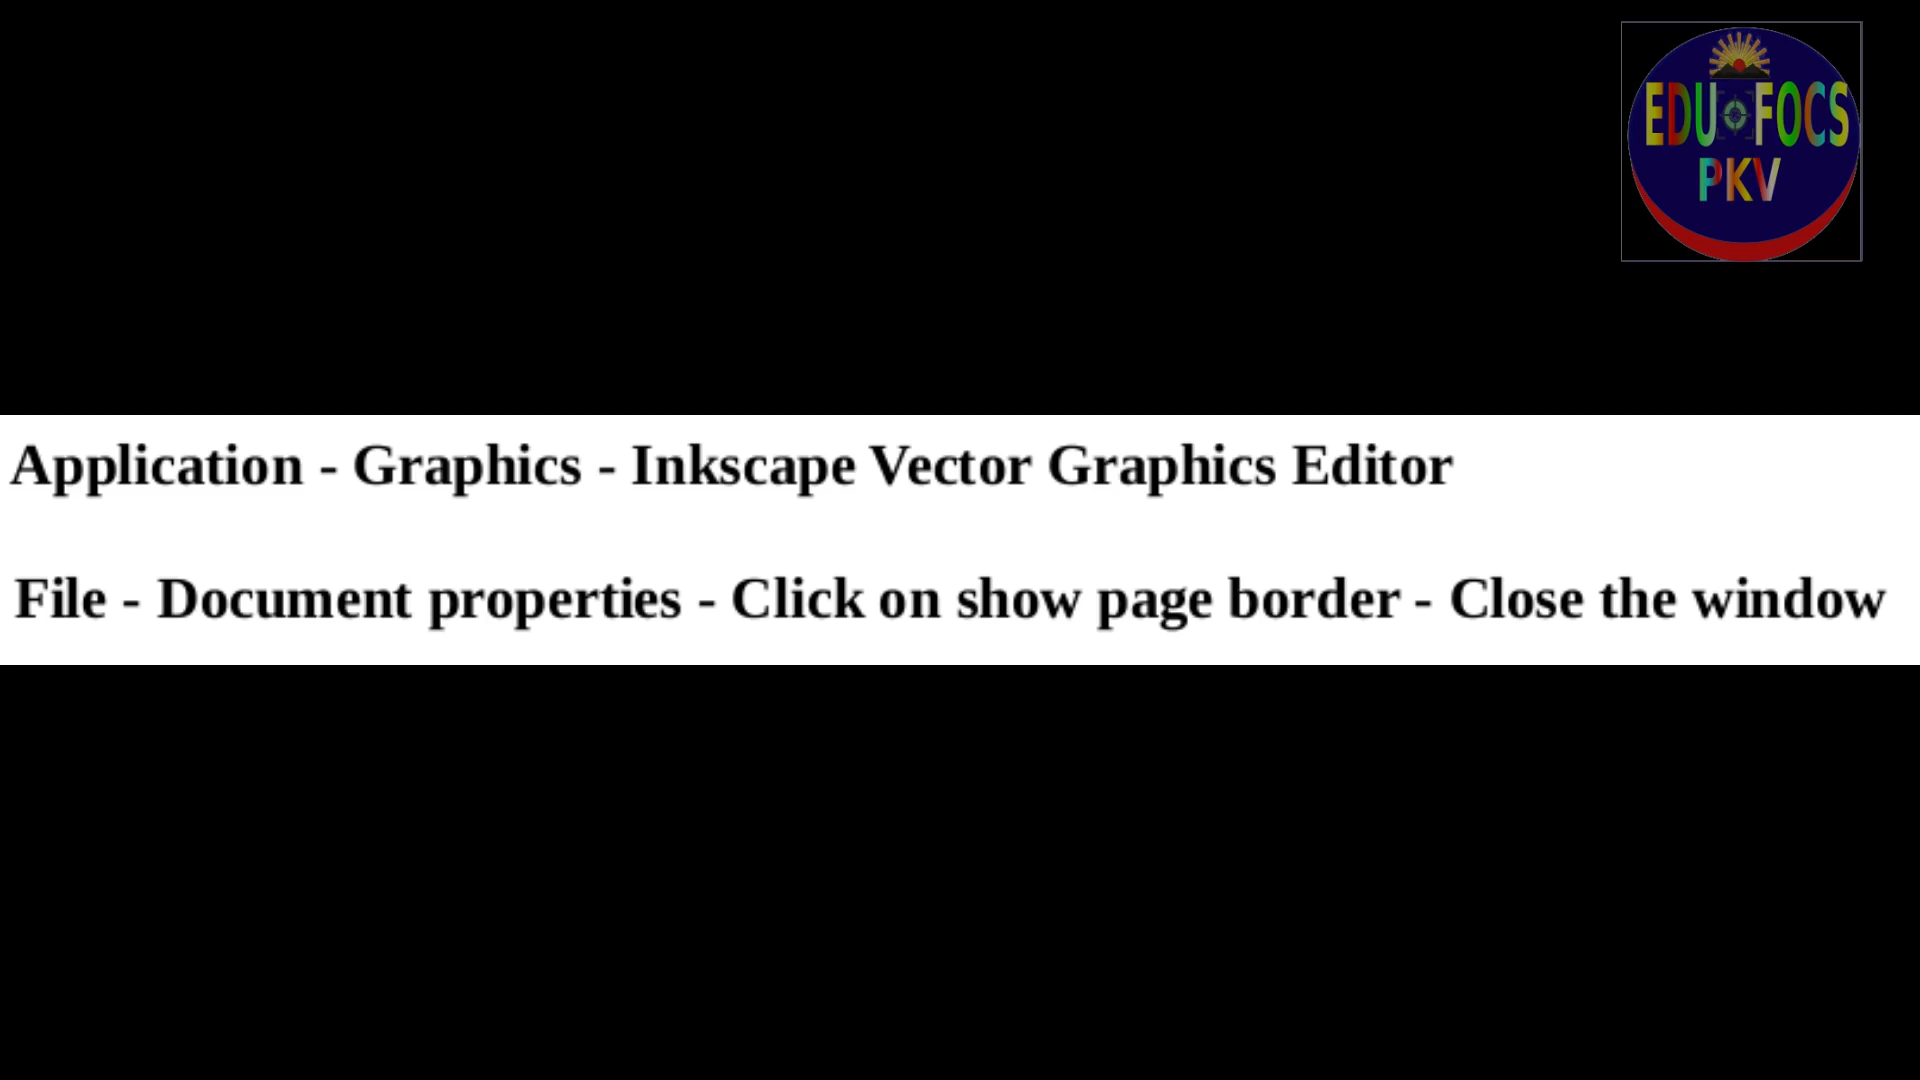 EDU FOCS
PKV
Application - Graphics - Inkscape Vector Graphics Editor
File - Document properties - Click on show page border - Close the window